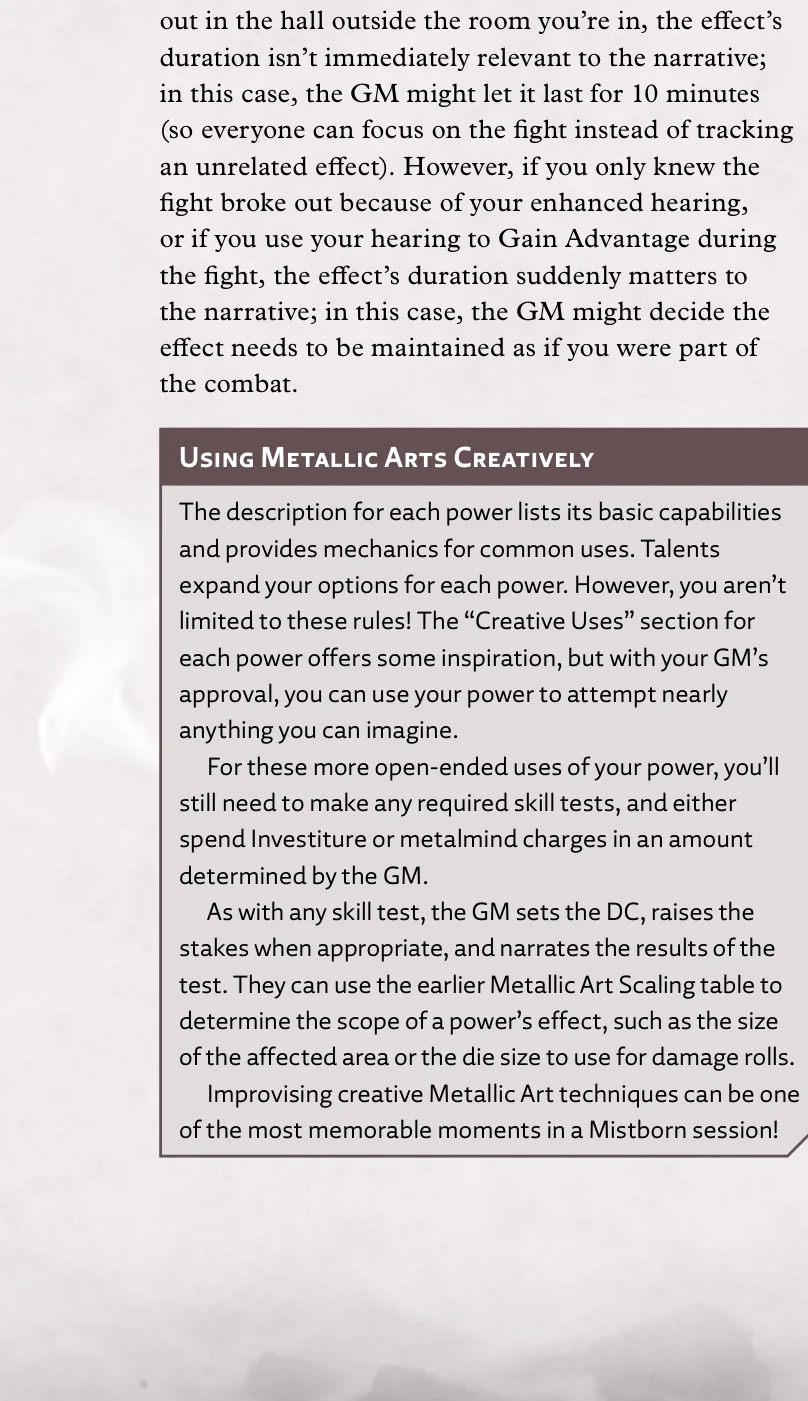 out in the hall outside the room you’re in, the effect’s
duration isn’t immediately relevant to the narrative;
in this case, the GM might let it last for 10 minutes
(so everyone can focus on the fight instead of tracking
an unrelated effect). However, if you only knew the
fight broke out because of your enhanced hearing,
or if you use your hearing to Gain Advantage during
the fight, the effect’s duration suddenly matters to
the narrative; in this case, the GM might decide the
effect needs to be maintained as if you were part of
the combat.
Using Metallic Arts Creatively
The description for each power lists its basic capabilities
and provides mechanics for common uses. Talents
expand your options for each power. However, you aren’t
limited to these rules! The “Creative Uses” section for
each power offers some inspiration, but with your GM’s
approval, you can use your power to attempt nearly
anything you can imagine.
For these more open-ended uses of your power, you’ll
still need to make any required skill tests, and either
spend Investiture or metalmind charges in an amount
determined by the GM.
As with any skill test, the GM sets the DC, raises the
stakes when appropriate, and narrates the results of the
test. They can use the earlier Metallic Art Scaling table to
determine the scope of a power’s effect, such as the size
of the affected area or the die size to use for damage rolls.
Improvising creative Metallic Art techniques can be one
of the most memorable moments in a Mistborn session!